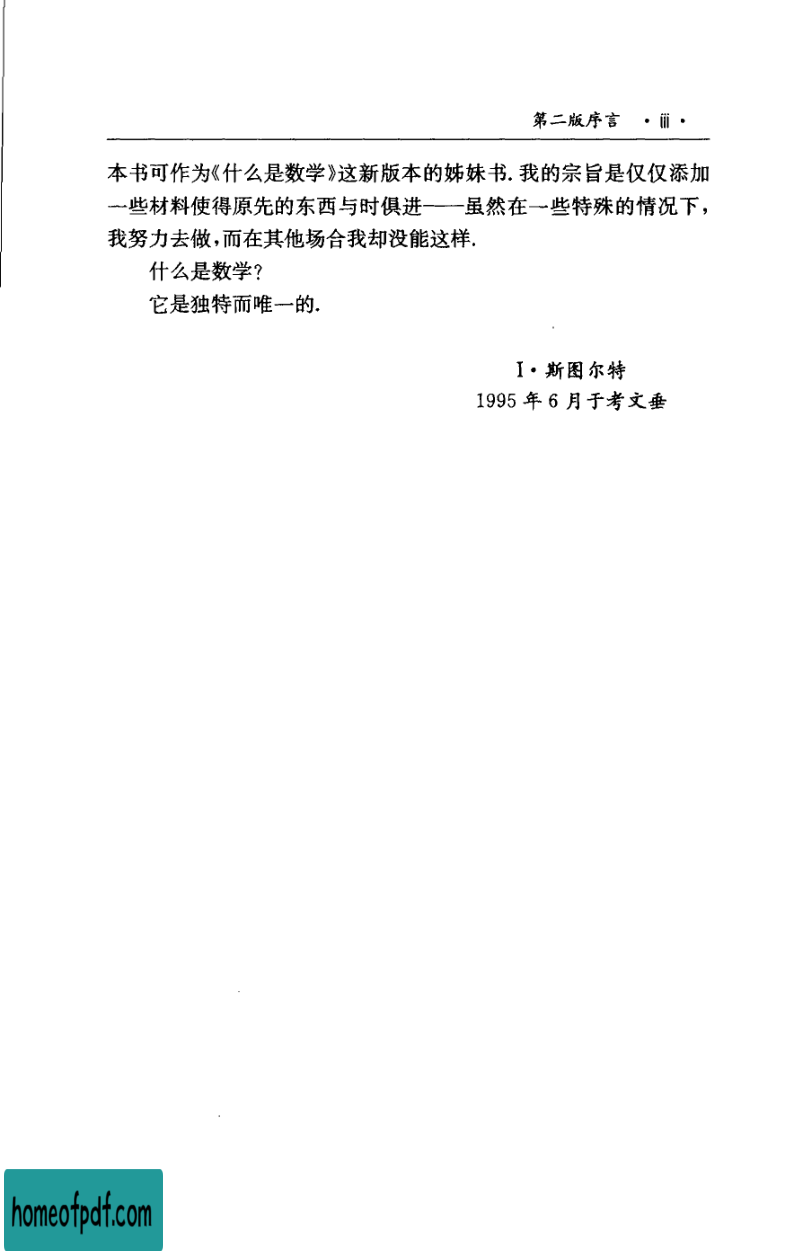 第二版序言 · iii ·
本书可作为《什么是数学》这新版本的姊妹书. 我的宗旨是仅仅添加
一些材料使得原先的东西与时俱进——虽然在一些特殊的情况下,
我努力去做,而在其他场合我却没能这样.
什么是数学?
它是独特而唯一的.
I·斯图尔特
1995 年 6 月于考文垂
homeofpdf.com